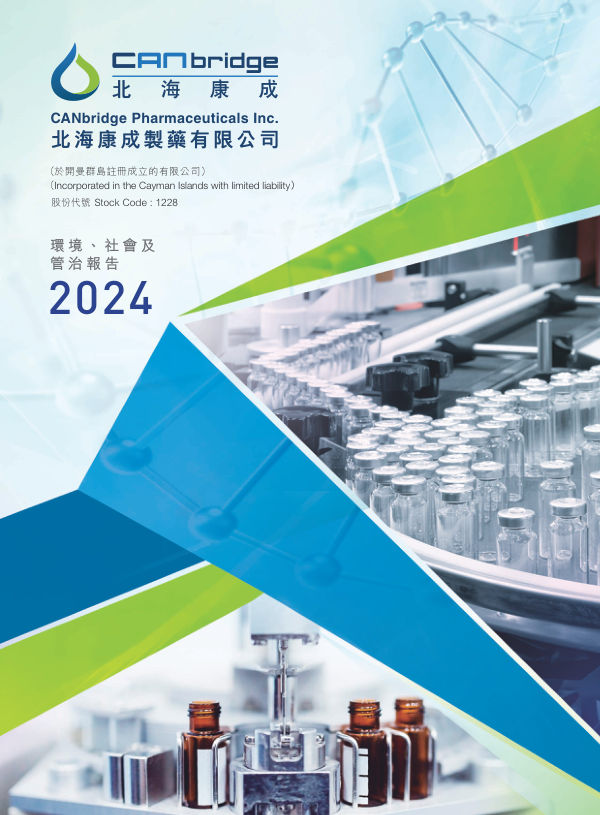 CANbridge
北海康成
CANbridge Pharmaceuticals Inc.
北海康成製藥有限公司
（於開曼群島註冊成立的有限公司）
(Incorporated in the Cayman Islands with limited liability)
股份代號 Stock Code : 1228
環境、社會及
管治報告
2024